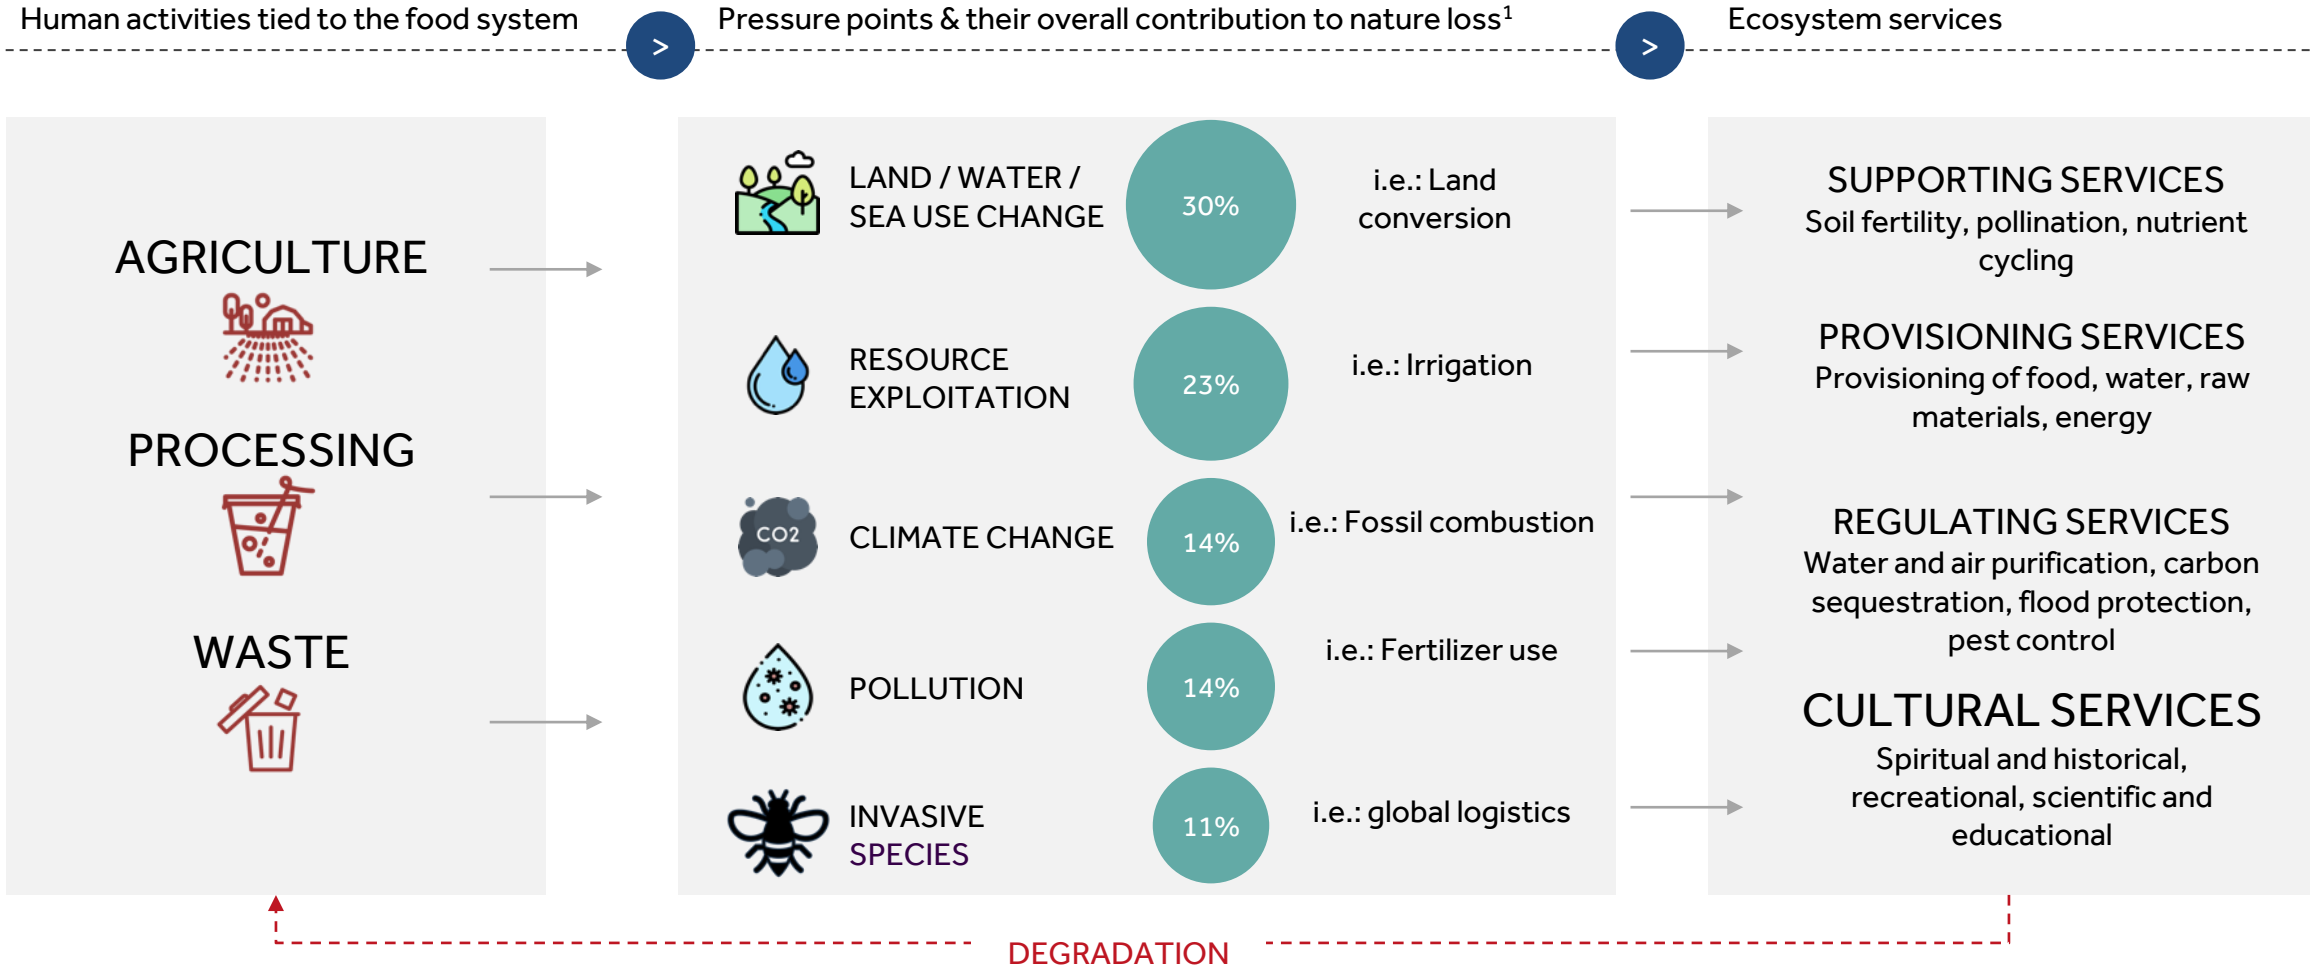 Human activities tied to the food system
>
Pressure points & their overall contribution to nature loss¹
>
Ecosystem services
AGRICULTURE
PROCESSING
WASTE
LAND / WATER /
SEA USE CHANGE
30%
i.e.: Land
conversion
RESOURCE
EXPLOITATION
23%
i.e.: Irrigation
CO2
CLIMATE CHANGE
14%
i.e.: Fossil combustion
POLLUTION
14%
i.e.: Fertilizer use
INVASIVE
SPECIES
11%
i.e.: global logistics
SUPPORTING SERVICES
Soil fertility, pollination, nutrient
cycling
PROVISIONING SERVICES
Provisioning of food, water, raw
materials, energy
REGULATING SERVICES
Water and air purification, carbon
sequestration, flood protection,
pest control
CULTURAL SERVICES
Spiritual and historical,
recreational, scientific and
educational
DEGRADATION